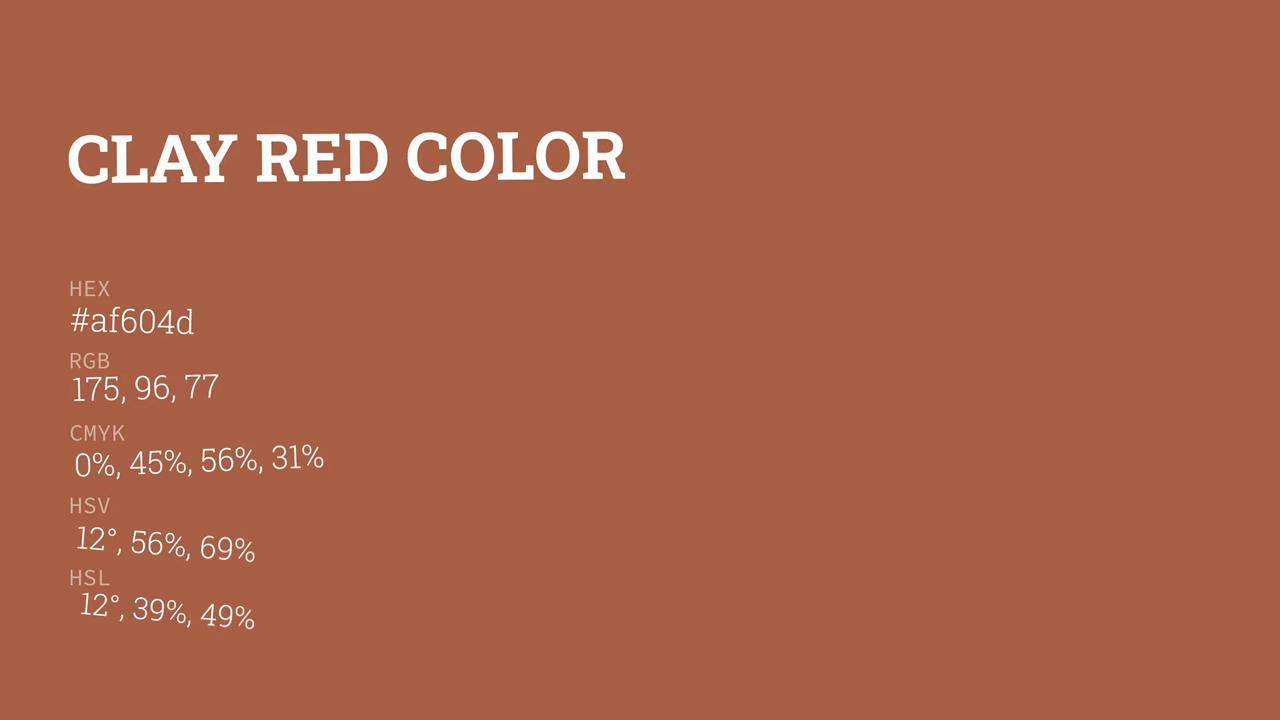 CLAY RED COLOR
HEX
#af604d
RGB
175, 96, 77
CMYK
0%, 45%, 56%, 31%
HSV
12°, 56%, 69%
HSL
12°, 39%, 49%